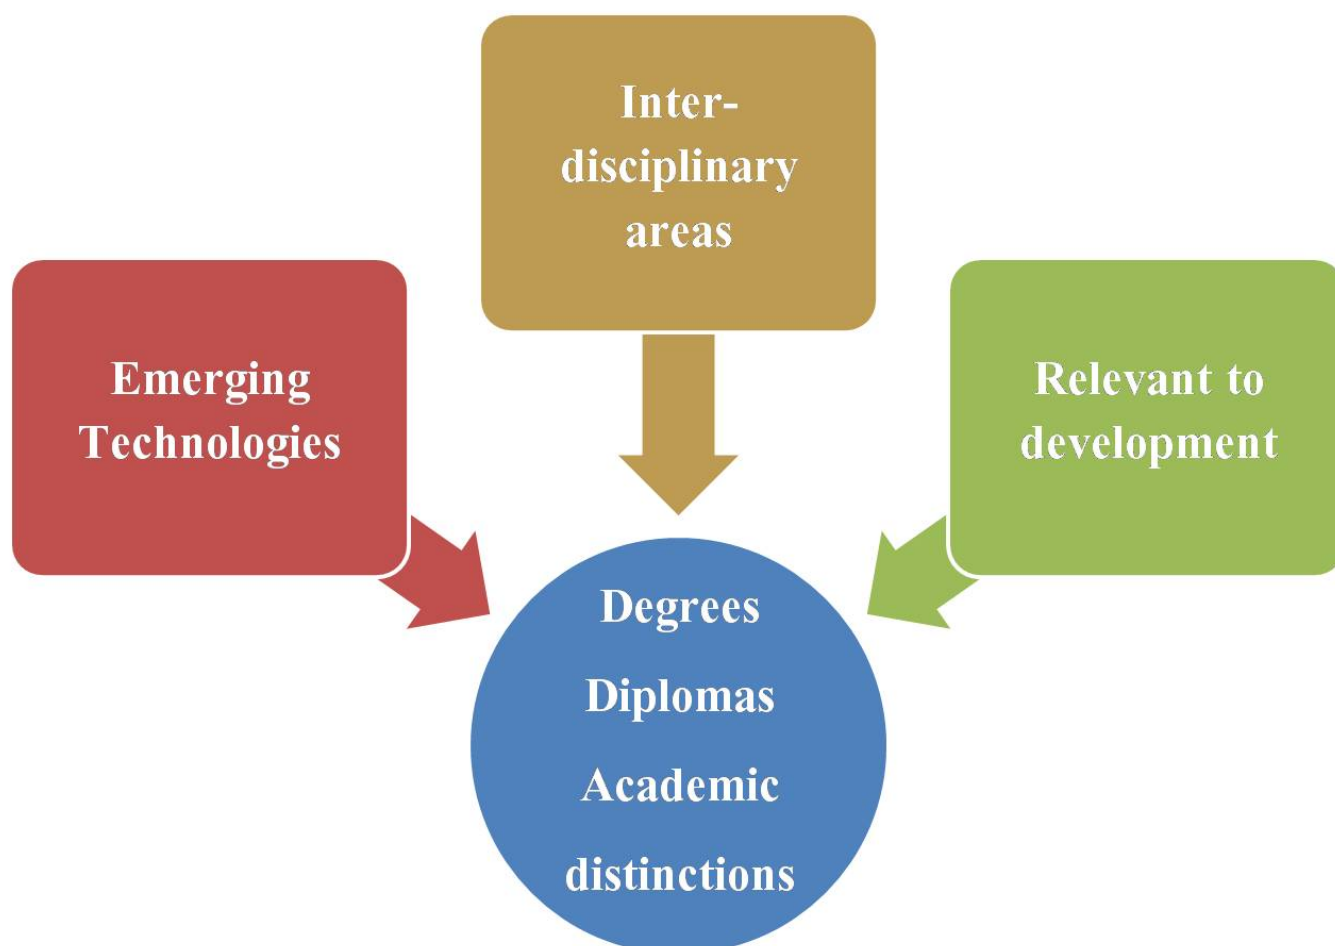 Inter-
disciplinary
areas
Emerging
Technologies
Relevant to
development
Degrees
Diplomas
Academic
distinctions